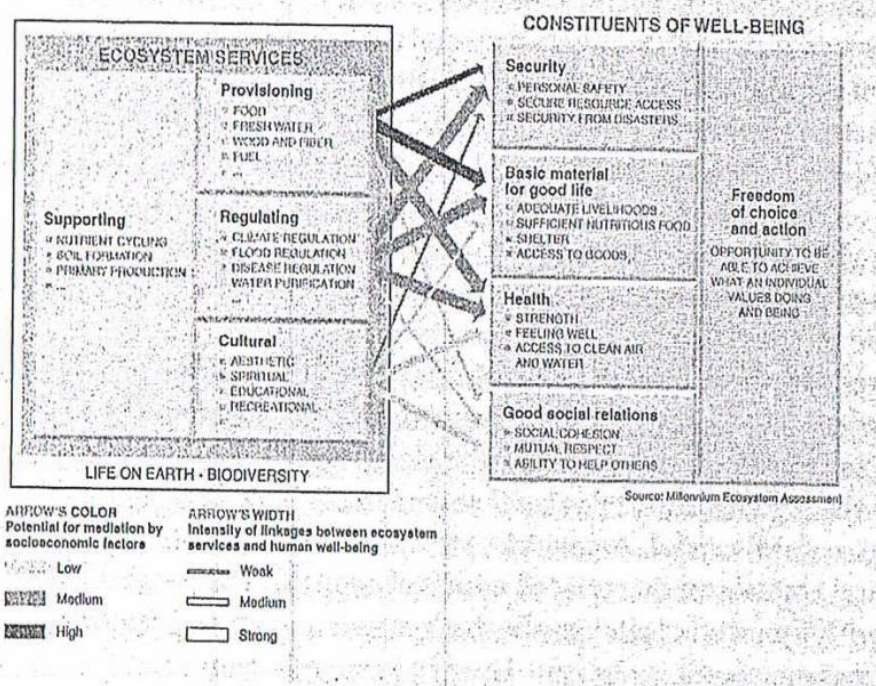 CONSTITUENTS OF WELL-BEING
ECOSYSTEM SERVICES
Provisioning
FOOD
FRESH WATER
WOOD AND FIBER
FUEL
...
Supporting
NUTRIENT CYCLING
SOIL FORMATION
PRIMARY PRODUCTION
...
Regulating
CLIMATE REGULATION
FLOOD REGULATION
DISEASE REGULATION
WATER PURIFICATION
...
Cultural
AESTHETIC
SPIRITUAL
EDUCATIONAL
RECREATIONAL
...
LIFE ON EARTH - BIODIVERSITY
Security
PERSONAL SAFETY
SECURE RESOURCE ACCESS
SECURITY FROM DISASTERS
Basic material
for good life
ADEQUATE LIVELIHOODS
SUFFICIENT NUTRITIOUS FOOD
SHELTER
ACCESS TO GOODS
Health
STRENGTH
FEELING WELL
ACCESS TO CLEAN AIR
AND WATER
Good social relations
SOCIAL COHESION
MUTUAL RESPECT
ABILITY TO HELP OTHERS
Freedom
of choice
and action
OPPORTUNITY TO BE
ABLE TO ACHIEVE
WHAT AN INDIVIDUAL
VALUES DOING
AND BEING
Source: Millennium Ecosystem Assessment
ARROW'S COLOR
Potential for mediation by
socioeconomic factors
Low
Medium
High
ARROW'S WIDTH
Intensity of linkages between ecosystem
services and human well-being
Weak
Medium
Strong